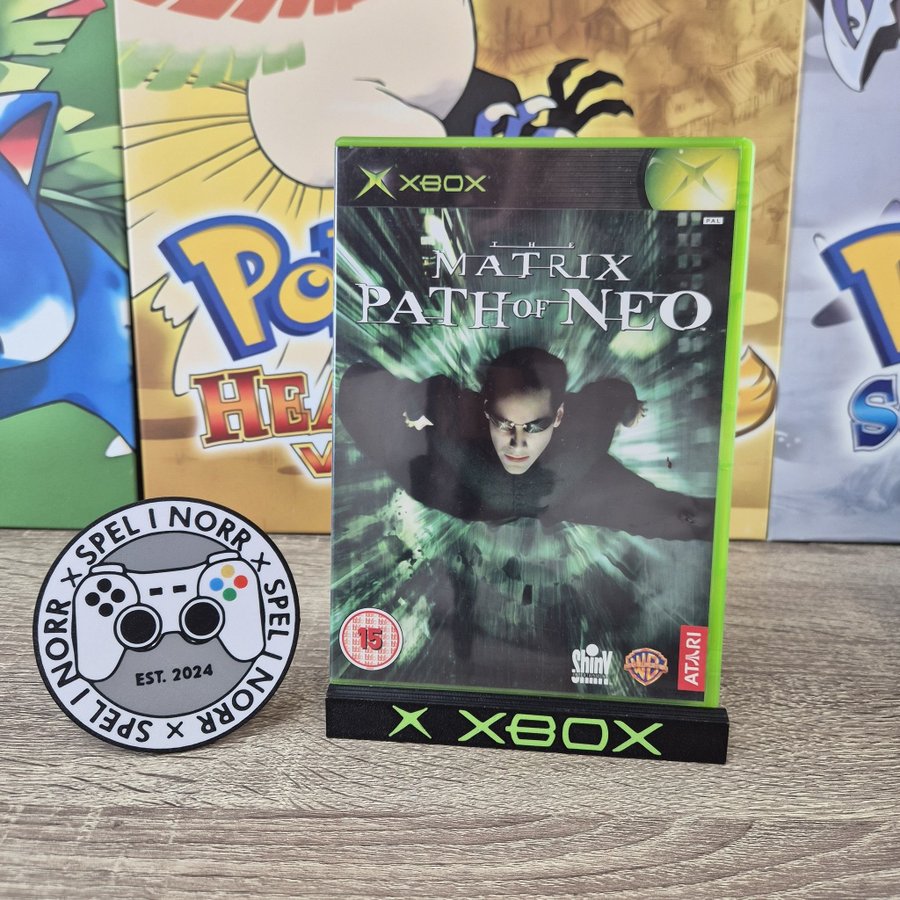 XBOX
PAL
THE
MATRIX
PATH OF NEO
15
Shiny
WB
ATARI
XBOX
SPEL I NORR x SPEL I NORR x SPEL I NORR x
EST. 2024